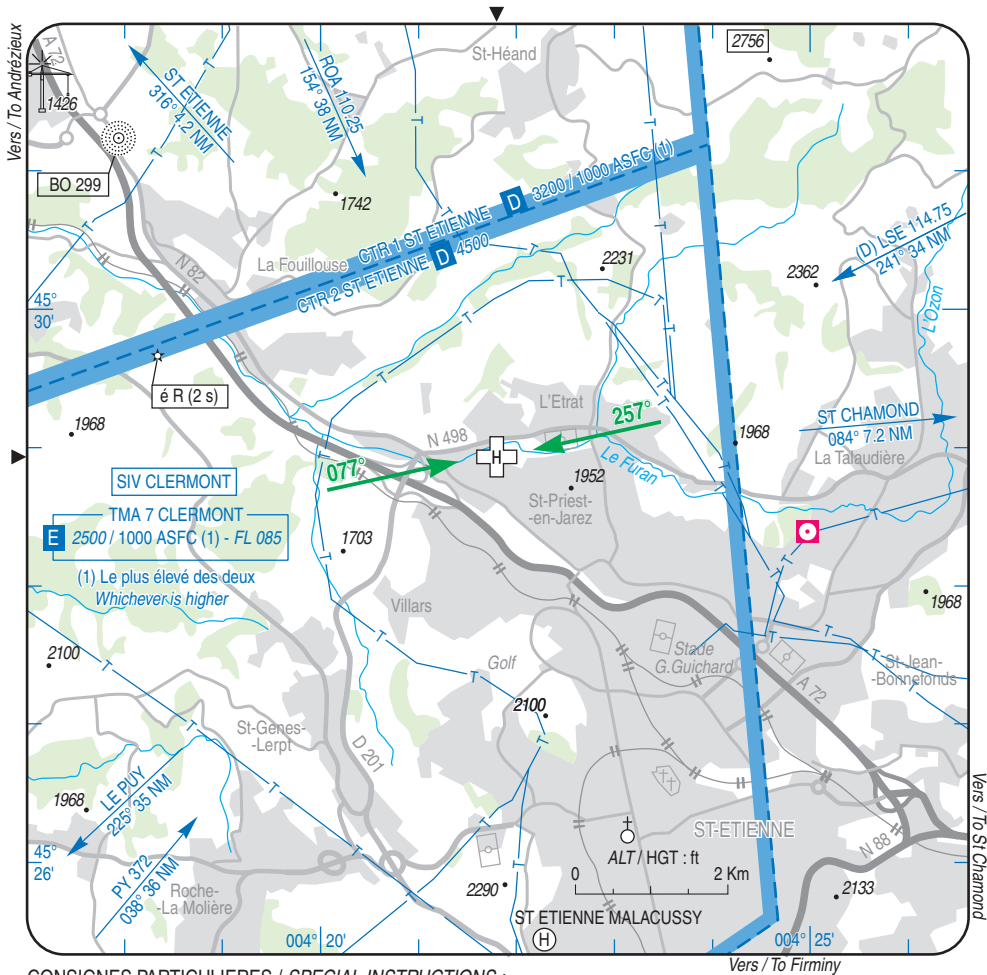 Vers / To Andrézieux
A 72
1426
BO 299
ST ETIENNE
316° 4.2 NM
ROA 110.25
154° 38 NM
St-Héand
2756
1742
CTR 1 ST ETIENNE D 3200 / 1000 ASFC (1)
CTR 2 ST ETIENNE D 4500
La Fouillouse
N 82
2231
2362
(D) LSE 114.75
241° 34 NM
L'Ozon
45°
30'
é R (2 s)
1968
L'Etrat
257°
N 498
077°
H
Le Furan
1952
St-Priest-
-en-Jarez
1968
ST CHAMOND
084° 7.2 NM
La Talaudière
SIV CLERMONT
TMA 7 CLERMONT
E 2500 / 1000 ASFC (1) - FL 085
(1) Le plus élevé des deux
Whichever is higher
1703
Villars
1968
2100
Golf
Stade
G.Guichard
St-Jean-
-Bonnefonds
A 72
2100
St-Genes-
-Lerpt
D 201
1968
LE PUY
225° 35 NM
PY 372
038° 36 NM
ST-ETIENNE
N 88
Vers / To St Chamond
45°
26'
ALT / HGT : ft
0 2 Km
Roche-
-La Molière
2290
2133
ST ETIENNE MALACUSSY
H
004° 20'
004° 25'
Vers / To Firminy
CONSIGNES PARTICULIERES / SPECIAL INSTRUCTIONS :